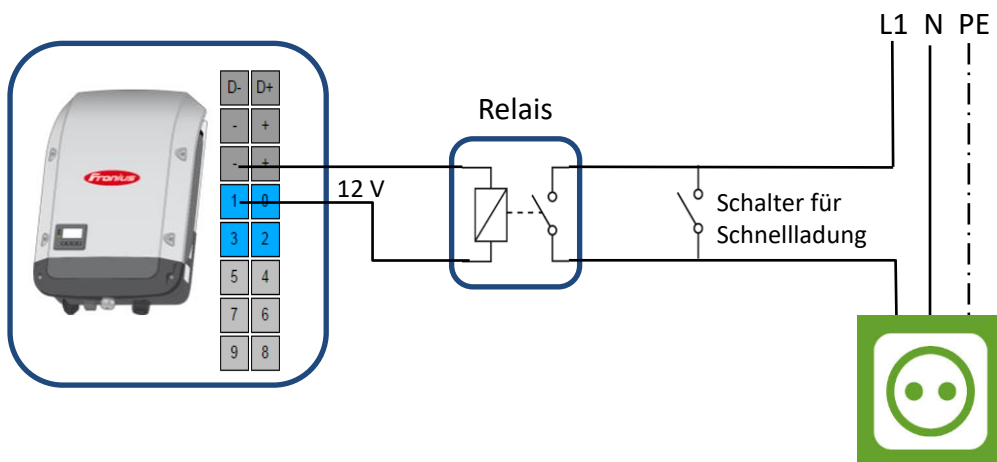 L1 N PE
D- D+
- +
Relais
- +
Fronius
12 V
1 0
Schalter für
Schnellladung
3 2
5 4
7 6
9 8